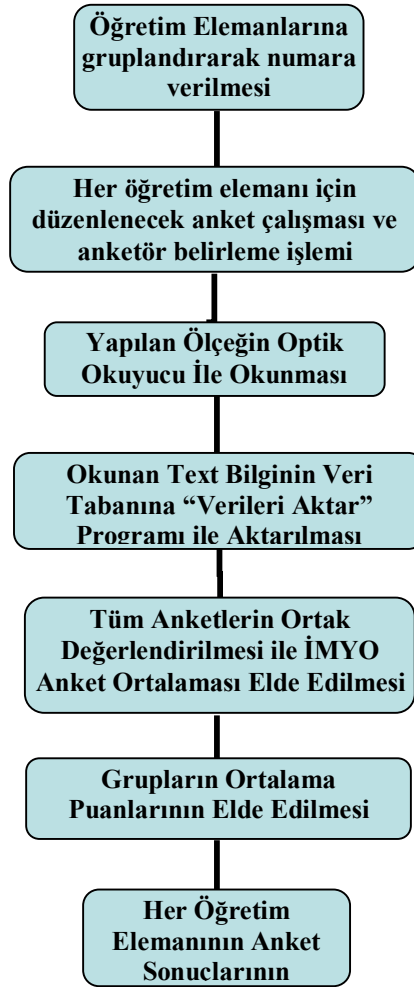 Öğretim Elemanlarına
gruplandırarak numara
verilmesi
Her öğretim elemanı için
düzenlenecek anket çalışması ve
anketör belirleme işlemi
Yapılan Ölçeğin Optik
Okuyucu İle Okunması
Okunan Text Bilginin Veri
Tabanına “Verileri Aktar”
Programı ile Aktarılması
Tüm Anketlerin Ortak
Değerlendirilmesi ile İMYO
Anket Ortalaması Elde Edilmesi
Grupların Ortalama
Puanlarının Elde Edilmesi
Her Öğretim
Elemanının Anket
Sonuçlarının